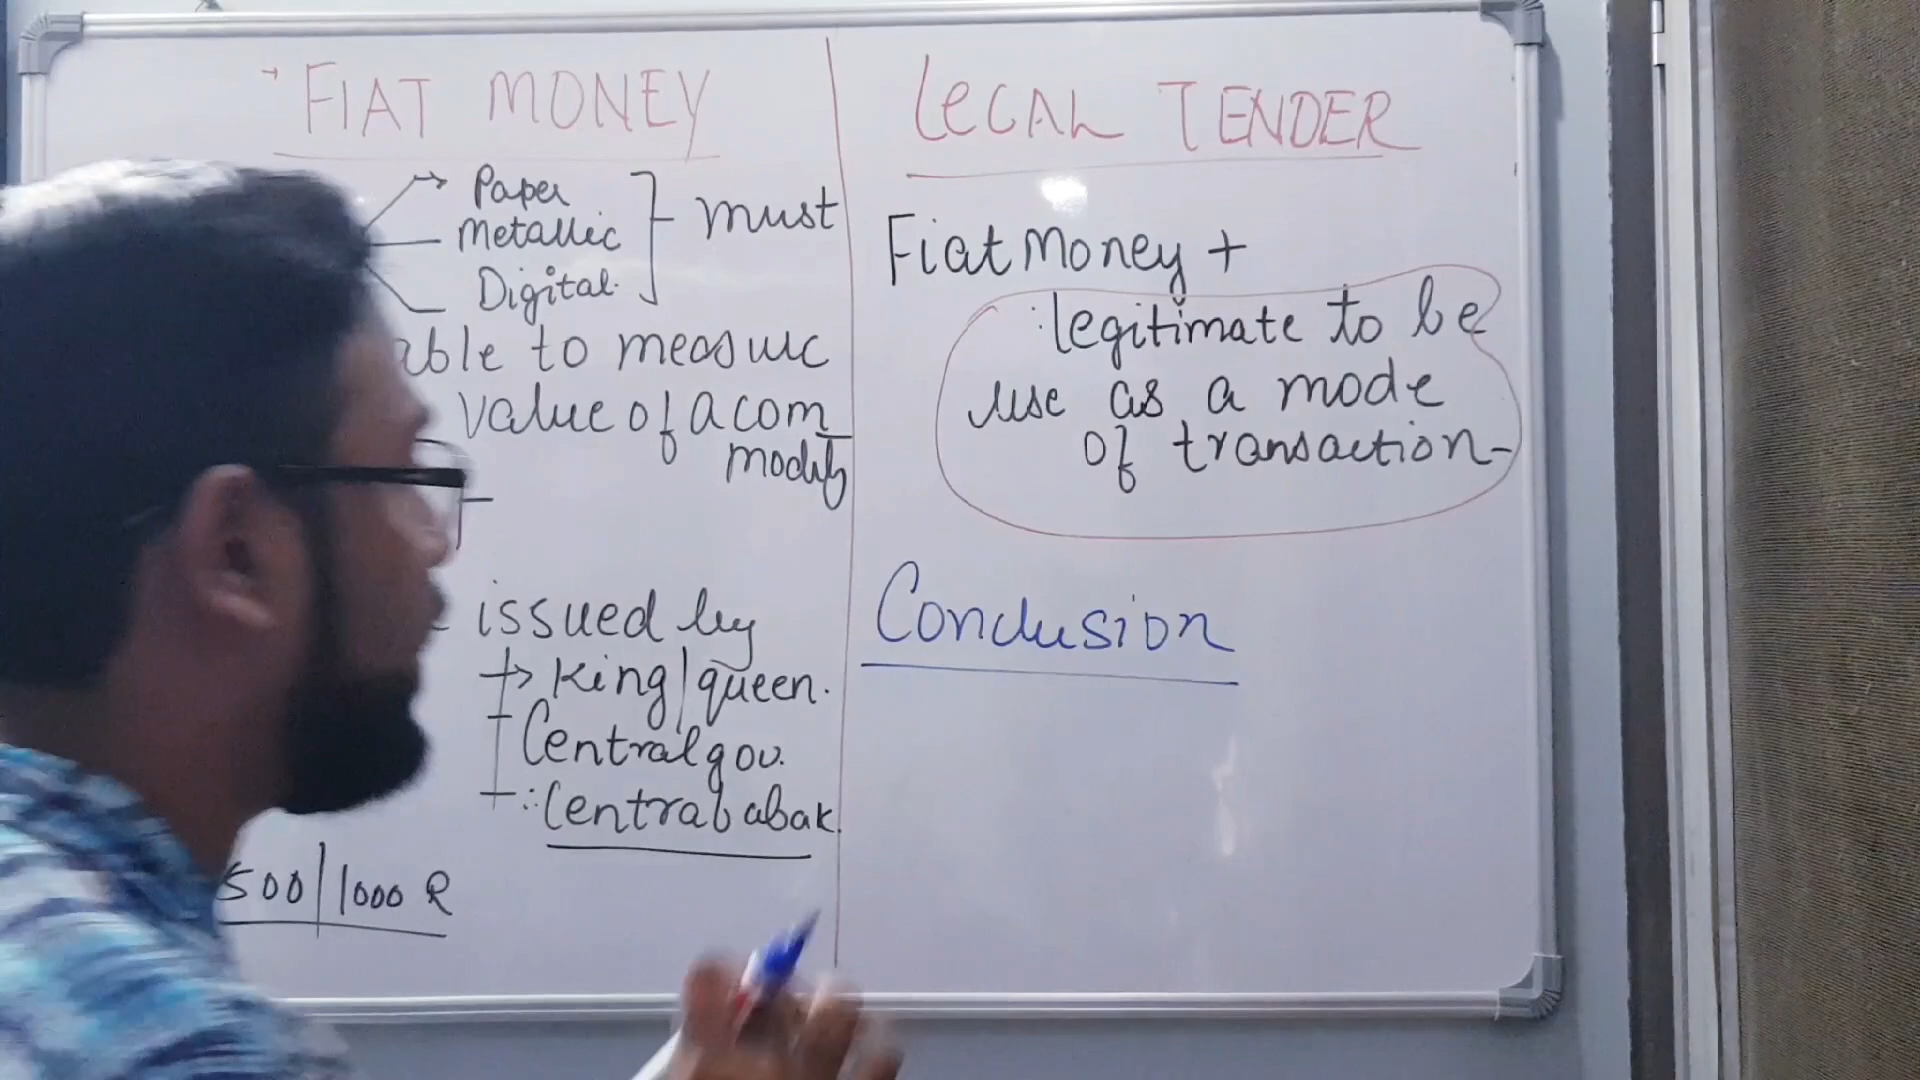 FIAT MONEY
Paper
Metallic
Digital.
must
able to measure
value of a com
modity
issued by
King/queen.
Central gov.
Central abak.
500/1000 R
LEGAL TENDER
Fiat Money +
legitimate to be
use as a mode
of transaction-
Conclusion